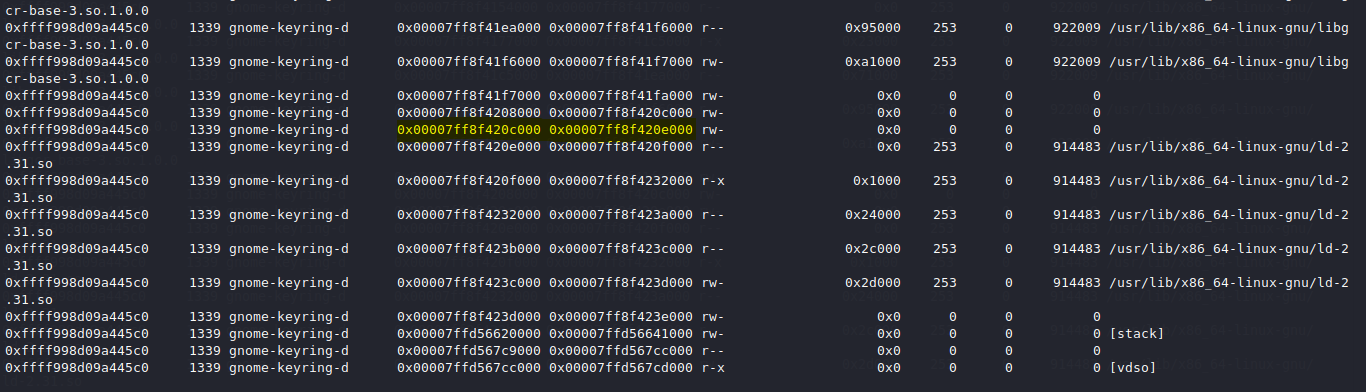 cr-base-3.so.1.0.0
0xffff998d09a445c0     1339 gnome-keyring-d      0x00007ff8f41ea000 0x00007ff8f41f6000 r--                0x95000    253      0     922009 /usr/lib/x86_64-linux-gnu/libg
cr-base-3.so.1.0.0
0xffff998d09a445c0     1339 gnome-keyring-d      0x00007ff8f41f6000 0x00007ff8f41f7000 rw-                0xa1000    253      0     922009 /usr/lib/x86_64-linux-gnu/libg
cr-base-3.so.1.0.0
0xffff998d09a445c0     1339 gnome-keyring-d      0x00007ff8f41f7000 0x00007ff8f41fa000 rw-                    0x0      0      0          0
0xffff998d09a445c0     1339 gnome-keyring-d      0x00007ff8f4208000 0x00007ff8f420c000 rw-                    0x0      0      0          0
0xffff998d09a445c0     1339 gnome-keyring-d      0x00007ff8f420c000 0x00007ff8f420e000 rw-                    0x0      0      0          0
0xffff998d09a445c0     1339 gnome-keyring-d      0x00007ff8f420e000 0x00007ff8f420f000 r--                    0x0    253      0     914483 /usr/lib/x86_64-linux-gnu/ld-2
.31.so
0xffff998d09a445c0     1339 gnome-keyring-d      0x00007ff8f420f000 0x00007ff8f4232000 r-x                 0x1000    253      0     914483 /usr/lib/x86_64-linux-gnu/ld-2
.31.so
0xffff998d09a445c0     1339 gnome-keyring-d      0x00007ff8f4232000 0x00007ff8f423a000 r--                0x24000    253      0     914483 /usr/lib/x86_64-linux-gnu/ld-2
.31.so
0xffff998d09a445c0     1339 gnome-keyring-d      0x00007ff8f423b000 0x00007ff8f423c000 r--                0x2c000    253      0     914483 /usr/lib/x86_64-linux-gnu/ld-2
.31.so
0xffff998d09a445c0     1339 gnome-keyring-d      0x00007ff8f423c000 0x00007ff8f423d000 rw-                0x2d000    253      0     914483 /usr/lib/x86_64-linux-gnu/ld-2
.31.so
0xffff998d09a445c0     1339 gnome-keyring-d      0x00007ff8f423d000 0x00007ff8f423e000 rw-                    0x0      0      0          0
0xffff998d09a445c0     1339 gnome-keyring-d      0x00007ffd56620000 0x00007ffd56641000 rw-                    0x0      0      0          0 [stack]
0xffff998d09a445c0     1339 gnome-keyring-d      0x00007ffd567c9000 0x00007ffd567cc000 r--                    0x0      0      0          0
0xffff998d09a445c0     1339 gnome-keyring-d      0x00007ffd567cc000 0x00007ffd567cd000 r-x                    0x0      0      0          0 [vdso]